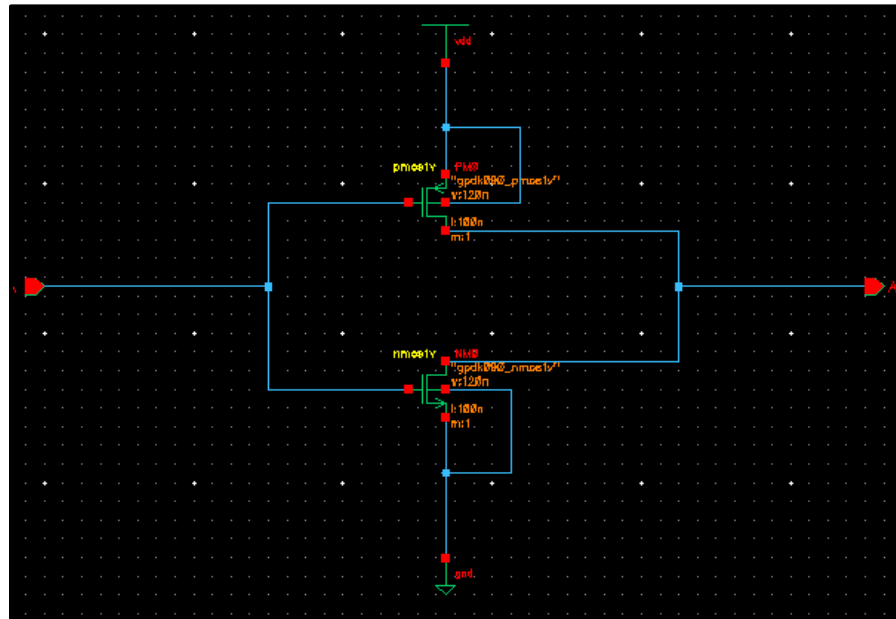 vdd
pmos1v PM0
"gpdk090_pmos1v"
w:120n
l:100n
m:1
A
nmos1v NM0
"gpdk090_nmos1v"
w:120n
l:100n
m:1
gnd